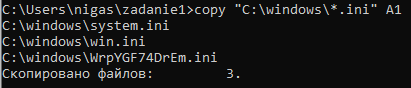 C:\Users\nigas\zadanie1>copy "C:\windows\*.ini" A1
C:\windows\system.ini
C:\windows\win.ini
C:\windows\WrpYGF74DrEm.ini
Скопировано файлов:         3.